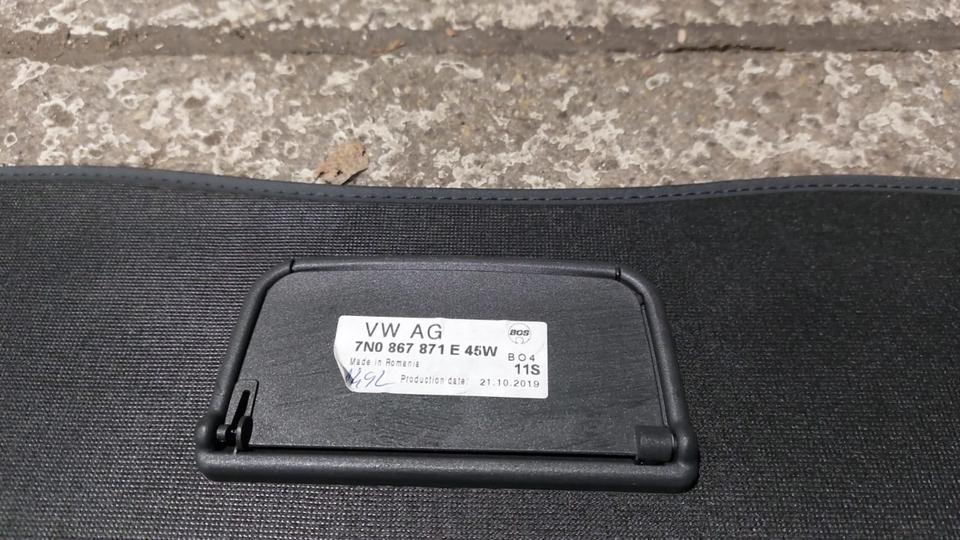 VW AG
BOS
7N0 867 871 E 45W
BO4
Made in Romania
11S
Production date: 21.10.2019